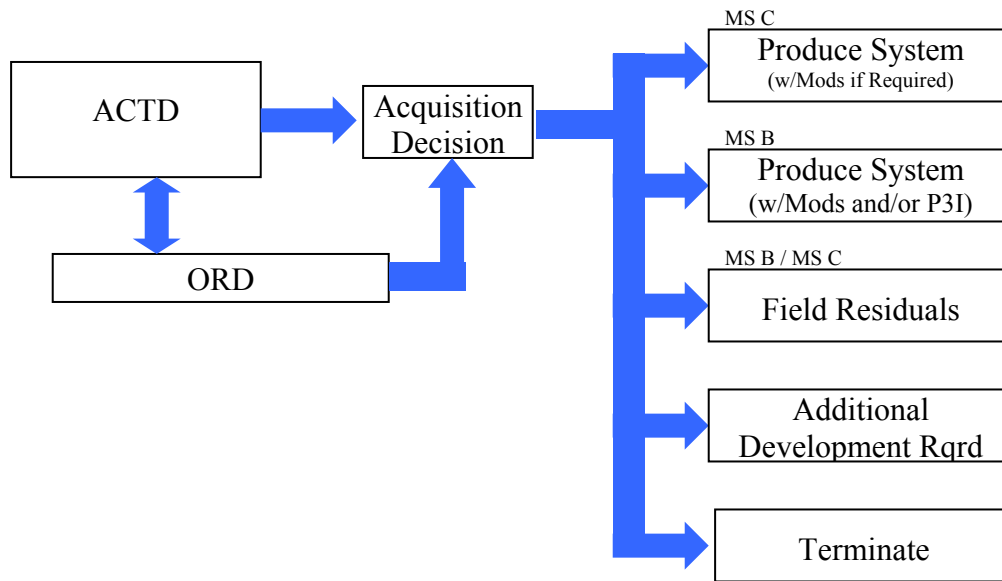 ACTD
ORD
Acquisition
Decision
MS C
Produce System
(w/Mods if Required)
MS B
Produce System
(w/Mods and/or P3I)
MS B / MS C
Field Residuals
Additional
Development Rqrd
Terminate